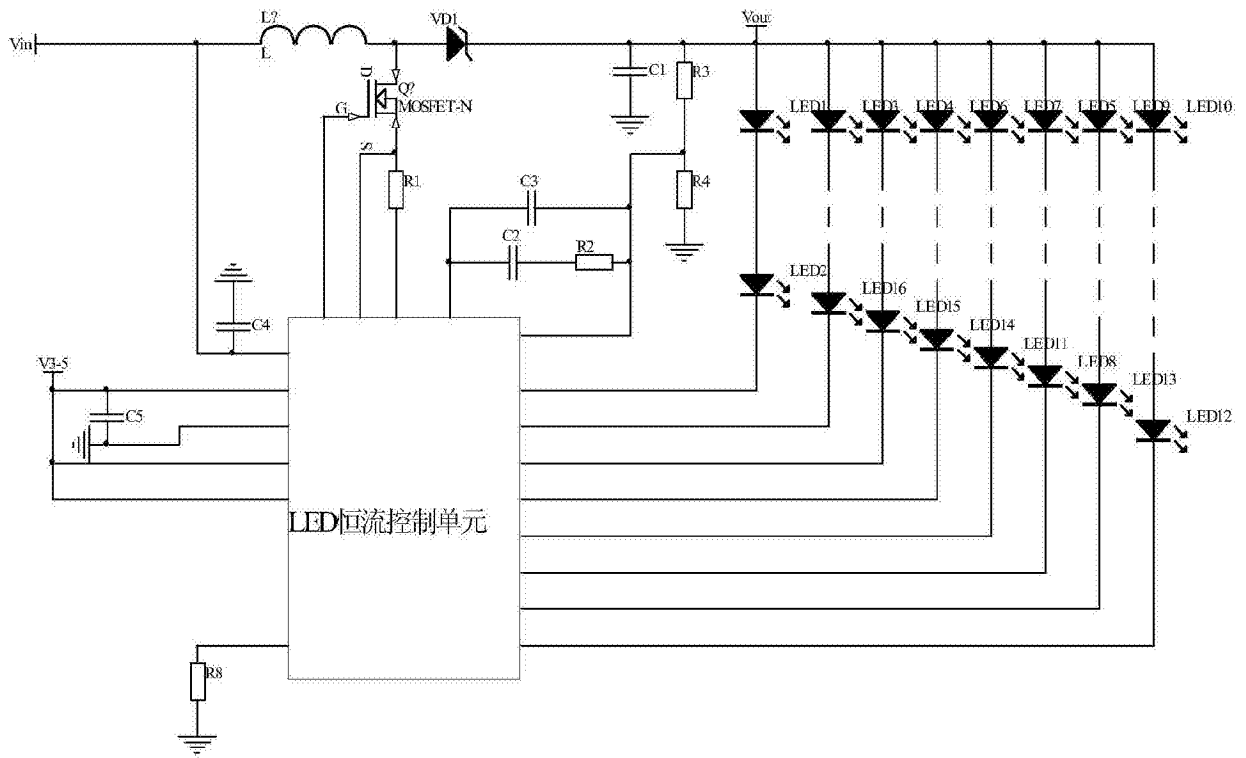 L?
VD1
Vout
Vin
L
D
C1
R3
Q?
G
MOSFET-N
LED1
LED3
LED4
LED6
LED7
LED5
LED9
LED10
S
R1
C3
R4
C2
R2
LED2
LED16
LED15
LED14
LED11
LED8
LED13
LED12
C4
V3-5
C5
LED恒流控制单元
R8